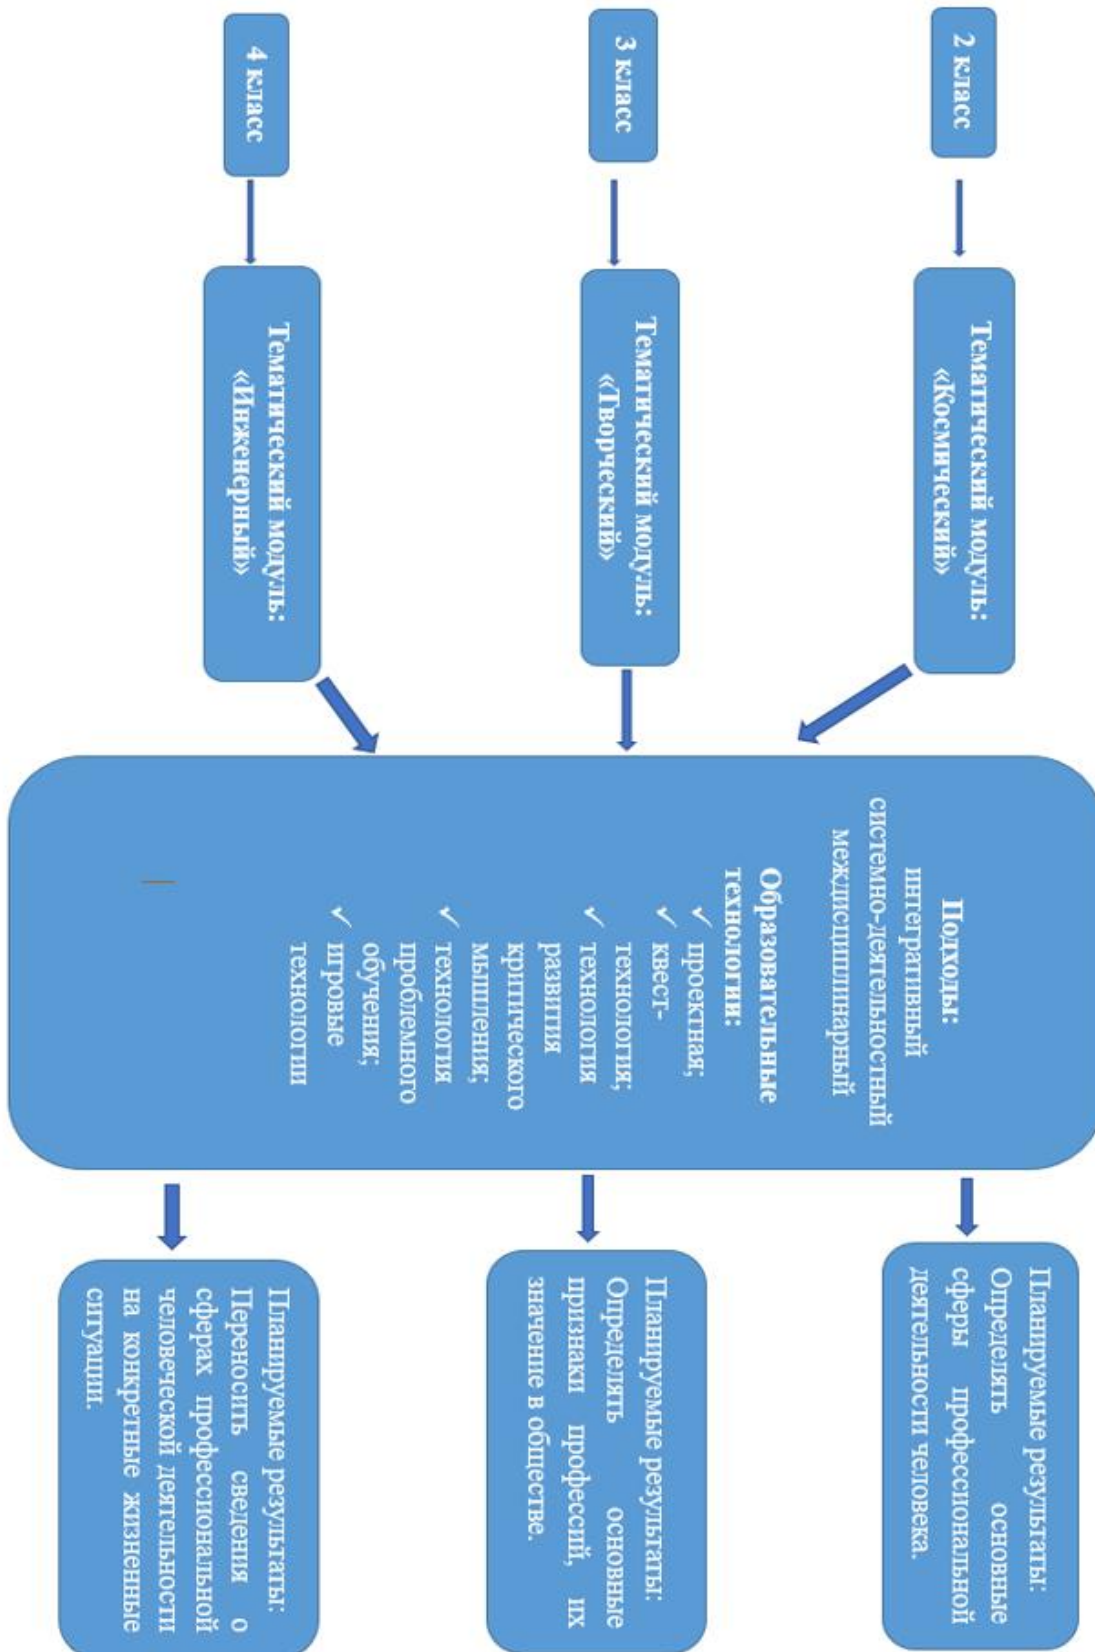 2 класс
Тематический модуль:
«Космический»
3 класс
Тематический модуль:
«Творческий»
4 класс
Тематический модуль:
«Инженерный»
Подходы:
интегративный
системно-деятельностный
междисциплинарный
Образовательные
технологии:
✓ проектная;
✓ квест-
технология;
✓ технология
развития
критического
мышления;
✓ технология
проблемного
обучения;
✓ игровые
технологии
Планируемые результаты:
Определять основные
сферы профессиональной
деятельности человека.
Планируемые результаты:
Определять основные
признаки профессий, их
значение в обществе.
Планируемые результаты:
Переносить сведения о
сферах профессиональной
человеческой деятельности
на конкретные жизненные
ситуации.